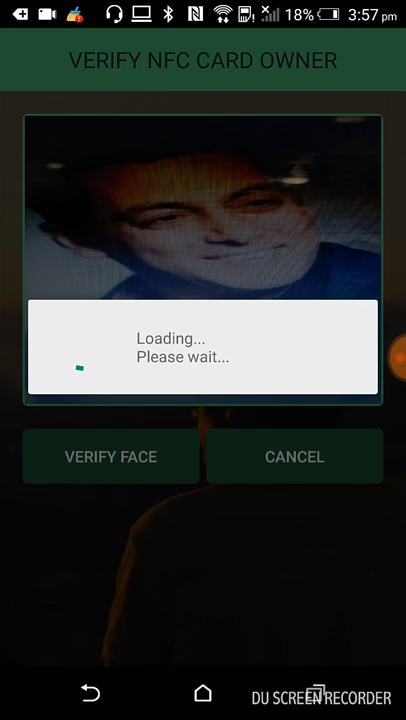 18% 3:57 pm
VERIFY NFC CARD OWNER
Loading...
Please wait...
VERIFY FACE CANCEL
DU SCREEN RECORDER